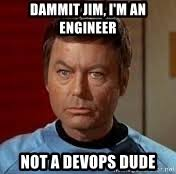 DAMMIT JIM, I'M AN
ENGINEER
NOT A DEVOPS DUDE